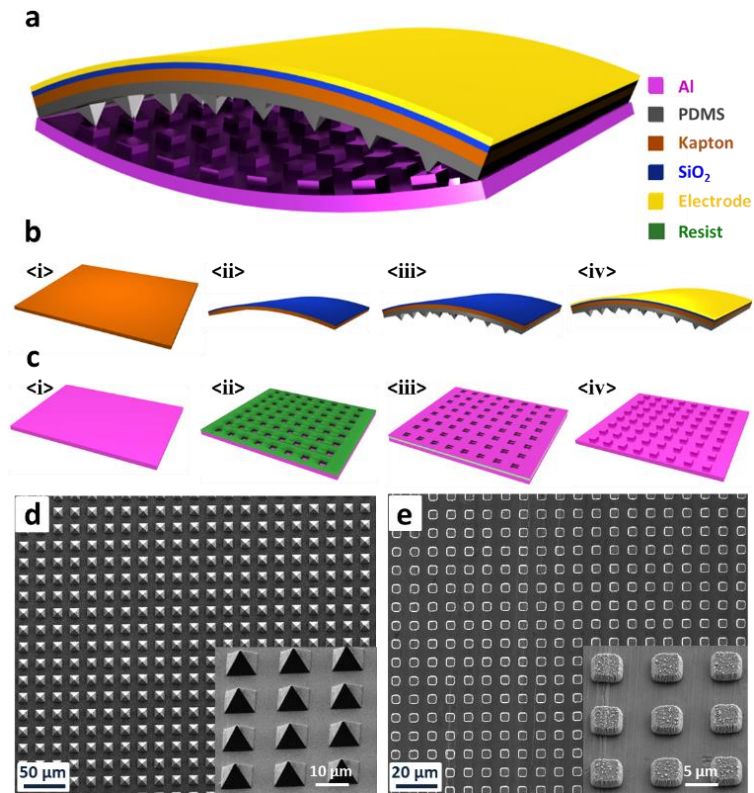 a
Al
PDMS
Kapton
SiO₂
Electrode
Resist
b
<i> <ii> <iii> <iv>
c
<i> <ii> <iii> <iv>
d
50 μm
10 μm
e
20 μm
5 μm